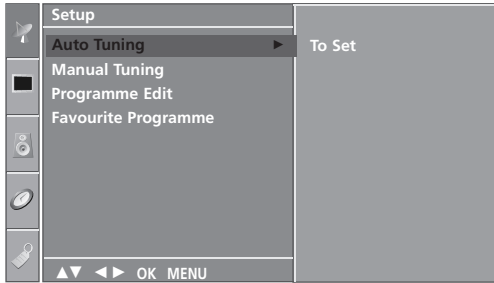 Setup
Auto Tuning ► To Set
Manual Tuning
Programme Edit
Favourite Programme
▲▼ ◄► OK MENU